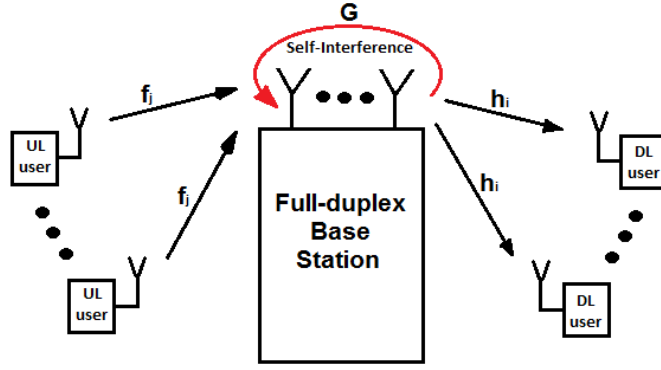 G
Self-Interference
fj
hi
UL
user
DL
user
fj
hi
Full-duplex
Base
Station
UL
user
DL
user